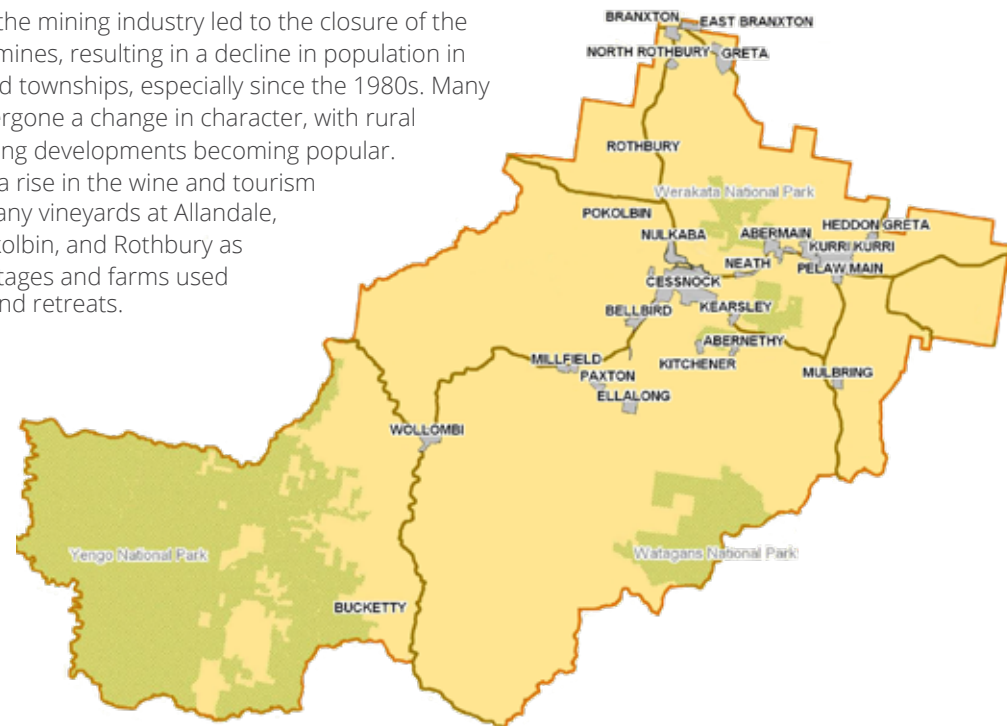 the mining industry led to the closure of the
mines, resulting in a decline in population in
d townships, especially since the 1980s. Many
ergone a change in character, with rural
ng developments becoming popular.
a rise in the wine and tourism
any vineyards at Allandale,
kolbin, and Rothbury as
tages and farms used
nd retreats.
BRANXTON
EAST BRANXTON
NORTH ROTHBURY
GRETA
ROTHBURY
Werakata National Park
POKOLBIN
HEDDON GRETA
NULKABA
ABERMAIN
KURRI KURRI
NEATH
PELAW MAIN
CESSNOCK
BELLBIRD
KEARSLEY
ABERNETHY
MILLFIELD
KITCHENER
PAXTON
MULBRING
ELLALONG
WOLLOMBI
Yengo National Park
Watagans National Park
BUCKETTY